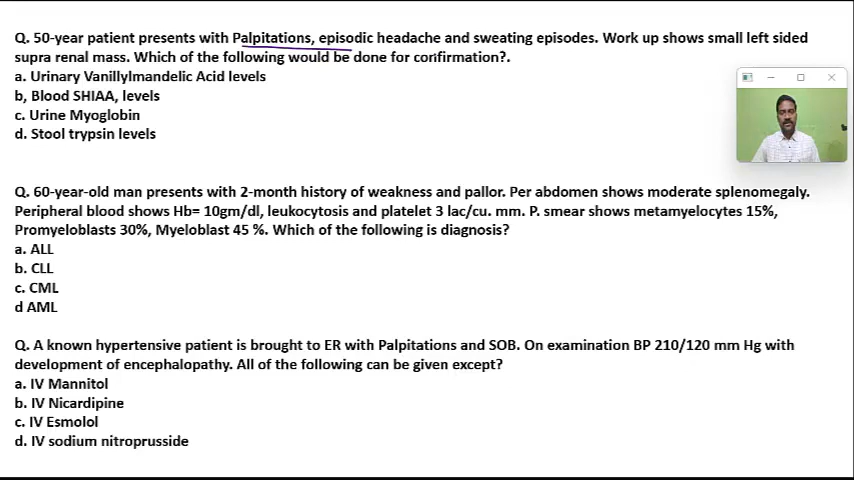 Q. 50-year patient presents with Palpitations, episodic headache and sweating episodes. Work up shows small left sided
supra renal mass. Which of the following would be done for confirmation?.
a. Urinary Vanillylmandelic Acid levels
b, Blood SHIAA, levels
c. Urine Myoglobin
d. Stool trypsin levels
Q. 60-year-old man presents with 2-month history of weakness and pallor. Per abdomen shows moderate splenomegaly.
Peripheral blood shows Hb= 10gm/dl, leukocytosis and platelet 3 lac/cu. mm. P. smear shows metamyelocytes 15%,
Promyeloblasts 30%, Myeloblast 45 %. Which of the following is diagnosis?
a. ALL
b. CLL
c. CML
d AML
Q. A known hypertensive patient is brought to ER with Palpitations and SOB. On examination BP 210/120 mm Hg with
development of encephalopathy. All of the following can be given except?
a. IV Mannitol
b. IV Nicardipine
c. IV Esmolol
d. IV sodium nitroprusside